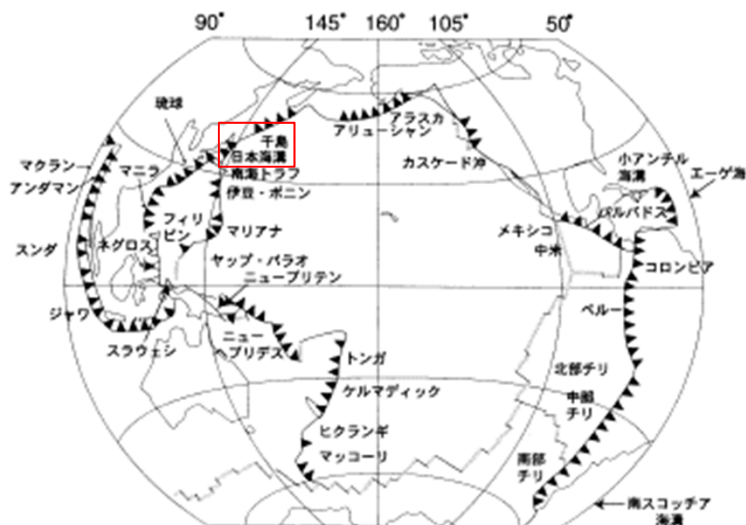 90° 145° 160° 105° 50°
琉球
アラスカ
アリューシャン
千島
日本海溝
南海トラフ
伊豆・ボニン
マクラン
アンダマン
マニラ
カスケード沖
小アンチル
海溝
エーゲ海
バルバドス
フィリ
ピン
マリアナ
メキシコ
中米
スンダ
ネグロス
ヤップ・パラオ
ニューブリテン
コロンビア
ジャワ
ペルー
スラウェシ
ニュー
ヘブリデス
トンガ
北部チリ
ケルマディック
中部
チリ
ヒクランギ
マッコーリ
南部
チリ
南スコッチア
海溝